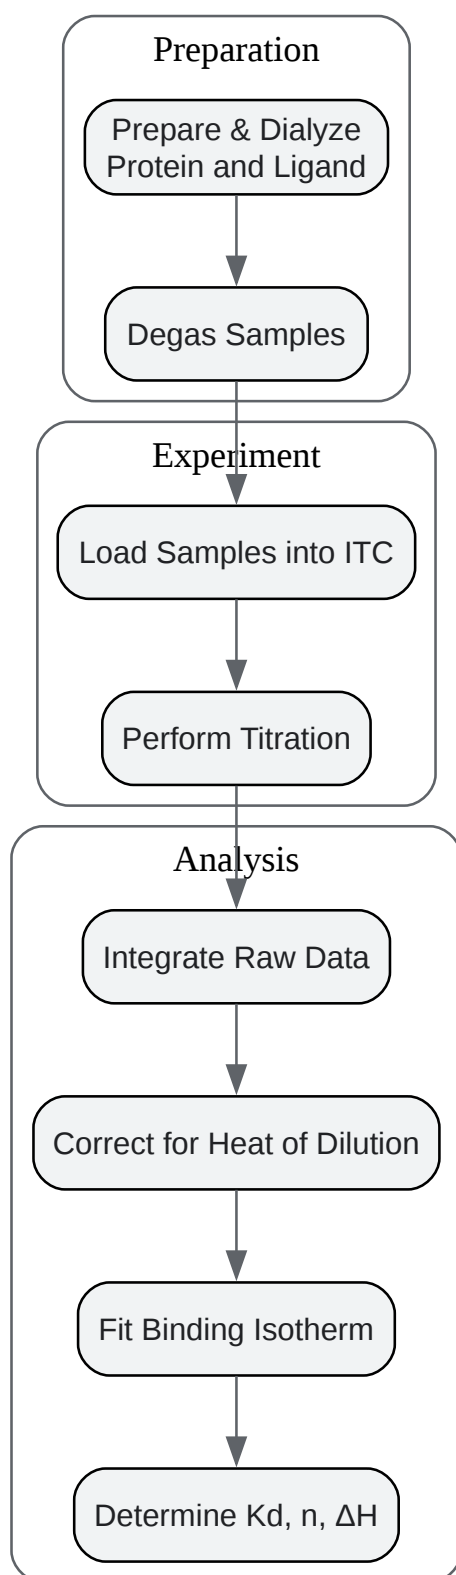 Preparation
Prepare & Dialyze
Protein and Ligand
Degas Samples
Experiment
Load Samples into ITC
Perform Titration
Analysis
Integrate Raw Data
Correct for Heat of Dilution
Fit Binding Isotherm
Determine Kd, n, ΔH